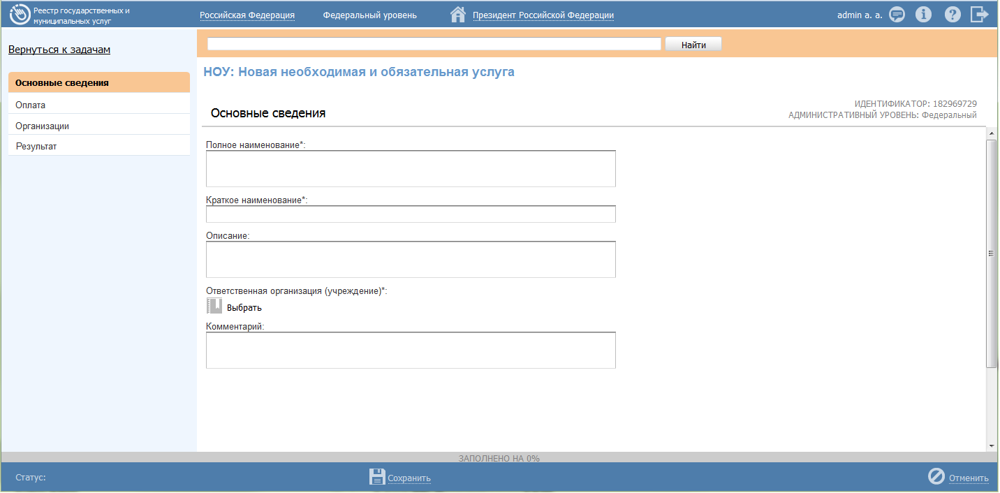 Реестр государственных и
муниципальных услуг
Российская Федерация
Федеральный уровень
Президент Российской Федерации
admin a. a.
Вернуться к задачам
Найти
Основные сведения
Оплата
Организации
Результат
НОУ: Новая необходимая и обязательная услуга
Основные сведения
ИДЕНТИФИКАТОР: 182969729
АДМИНИСТРАТИВНЫЙ УРОВЕНЬ: Федеральный
Полное наименование*:
Краткое наименование*:
Описание:
Ответственная организация (учреждение)*:
Выбрать
Комментарий:
ЗАПОЛНЕНО НА 0%
Статус:
Сохранить
Отменить